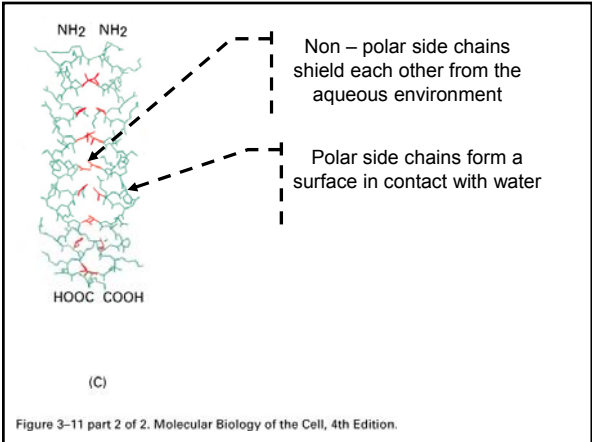 NH2 NH2
Non – polar side chains
shield each other from the
aqueous environment
Polar side chains form a
surface in contact with water
HOOC COOH
(C)
Figure 3–11 part 2 of 2. Molecular Biology of the Cell, 4th Edition.